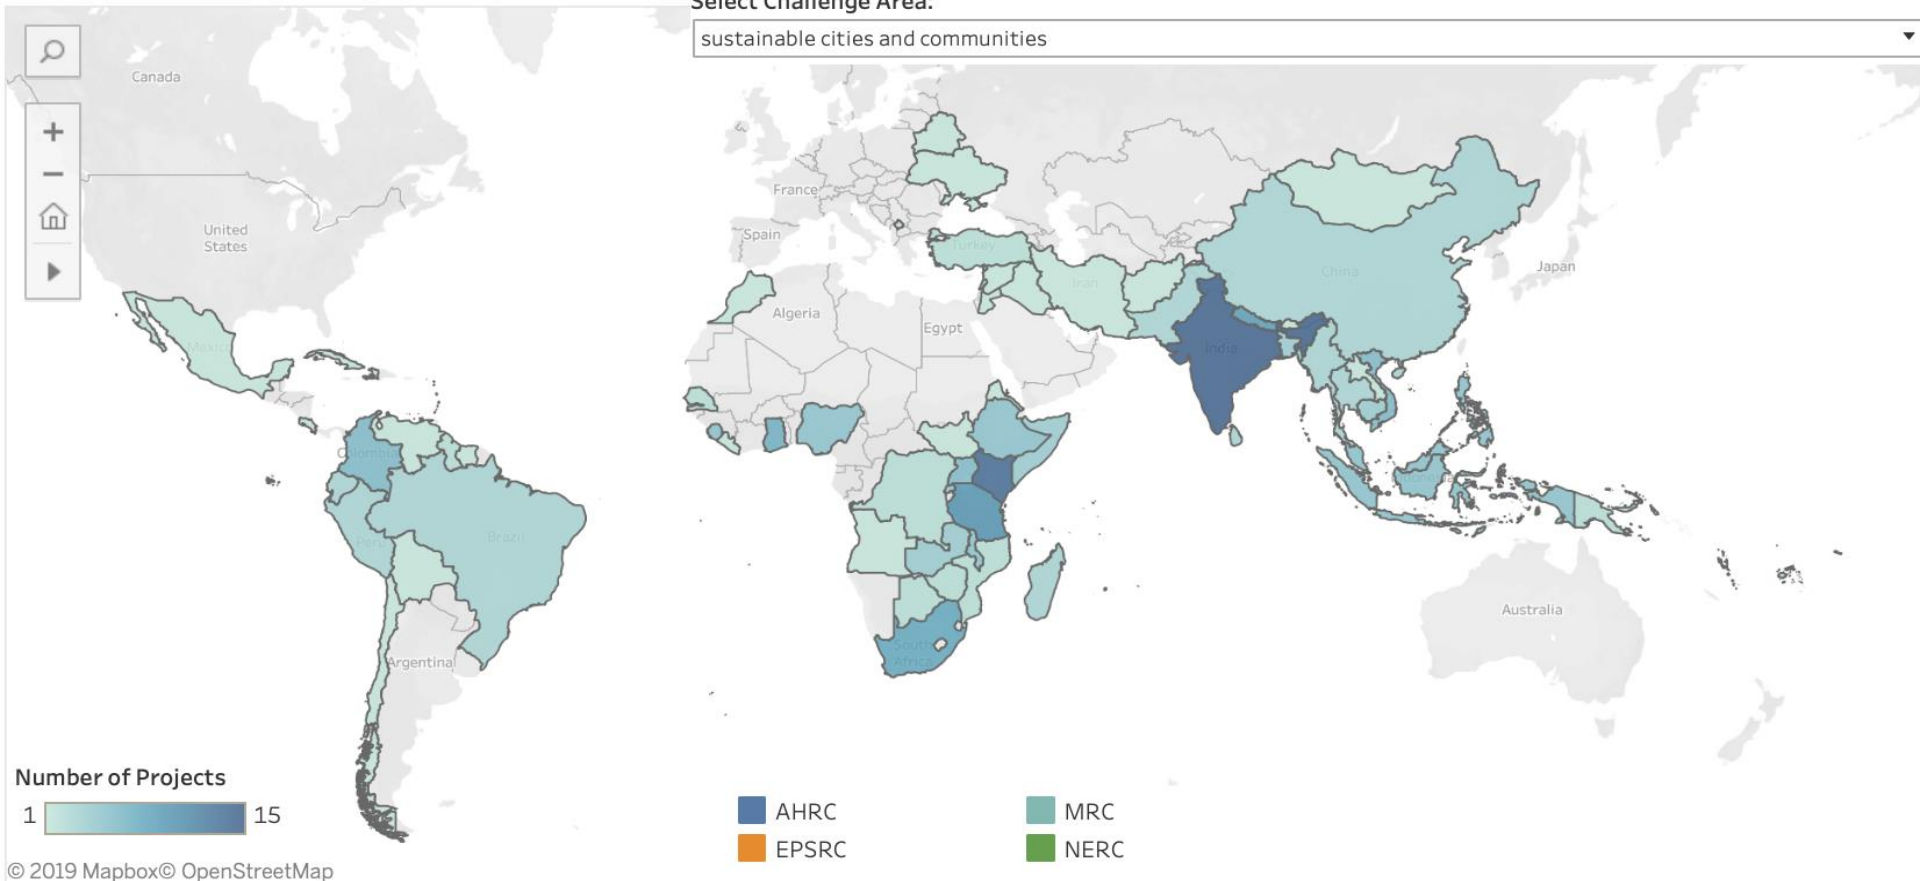 Select Challenge Area:
sustainable cities and communities
Canada
United
States
France
Spain
Turkey
Iran
China
Japan
Algeria
Egypt
India
Mexico
Colombia
Peru
Brazil
Indonesia
Australia
South
Africa
Argentina
Number of Projects
1
15
AHRC
MRC
EPSRC
NERC
© 2019 Mapbox© OpenStreetMap